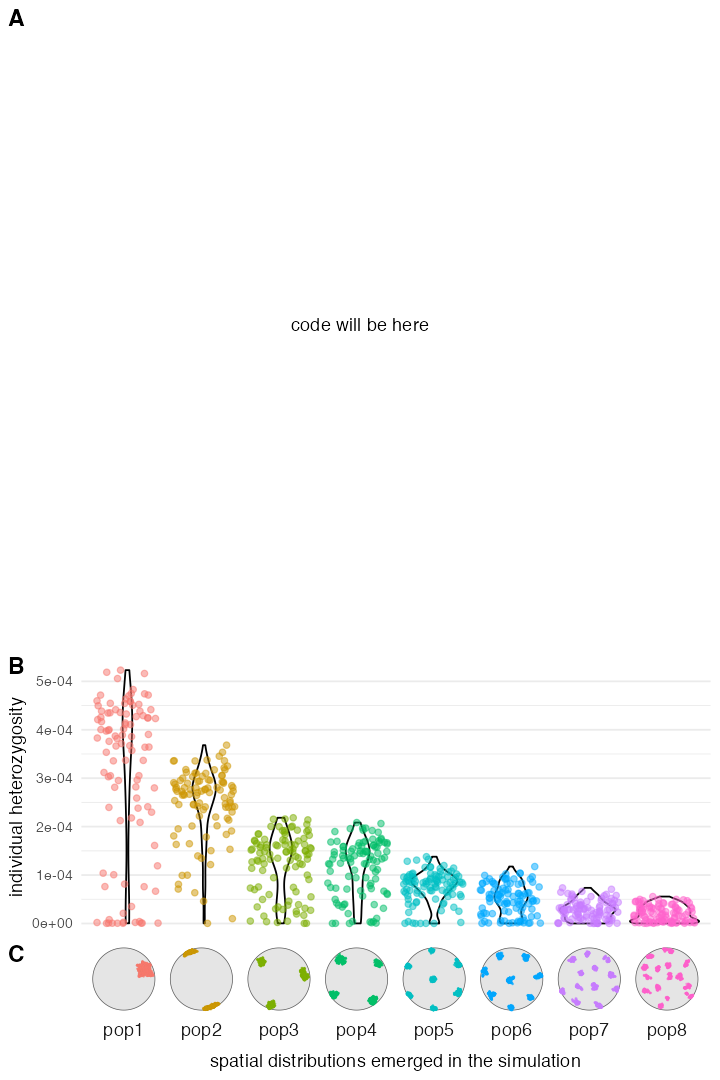 A
code will be here
B
individual heterozygosity
5e-04
4e-04
3e-04
2e-04
1e-04
0e+00
C
pop1 pop2 pop3 pop4 pop5 pop6 pop7 pop8
spatial distributions emerged in the simulation